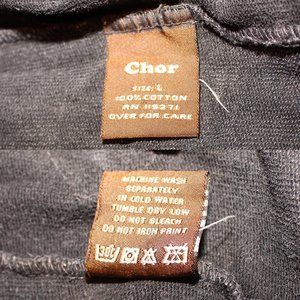 Chor
SIZE: L
100% COTTON
RN 115271
OVER FOR CARE
MACHINE WASH
SEPARATELY
IN COLD WATER
TUMBLE DRY LOW
DO NOT BLEACH
DO NOT IRON PRINT